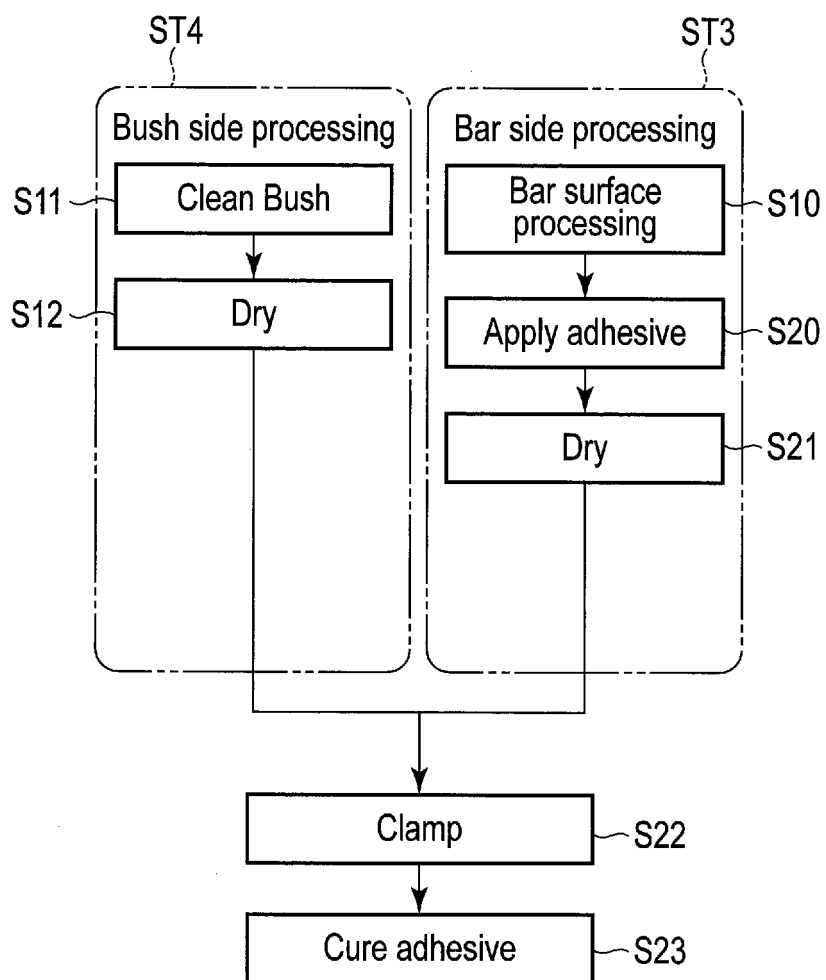 ST4
ST3
Bush side processing
Bar side processing
S11
Clean Bush
Bar surface
processing
S10
S12
Dry
Apply adhesive
S20
Dry
S21
Clamp
S22
Cure adhesive
S23